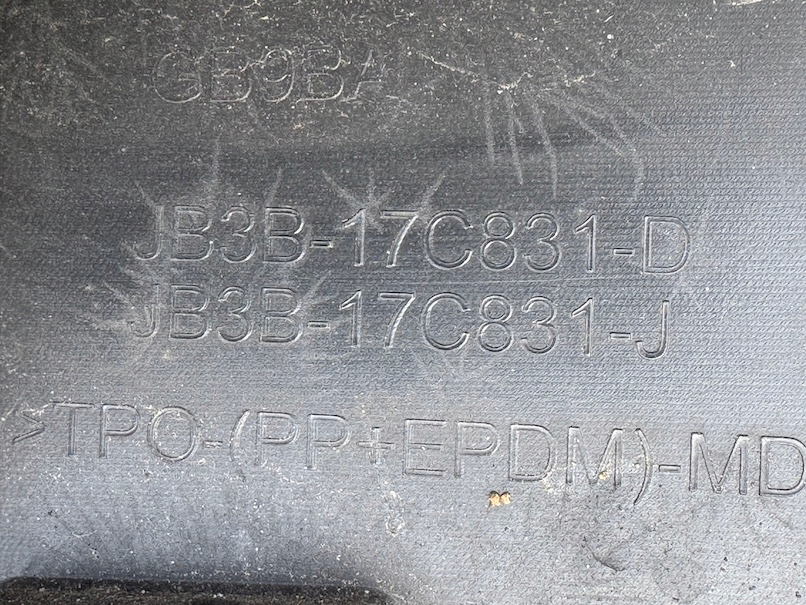 GB9BA
JB3B-17C831-D
JB3B-17C831-J
>TPO-(PP+EPDM)-MD